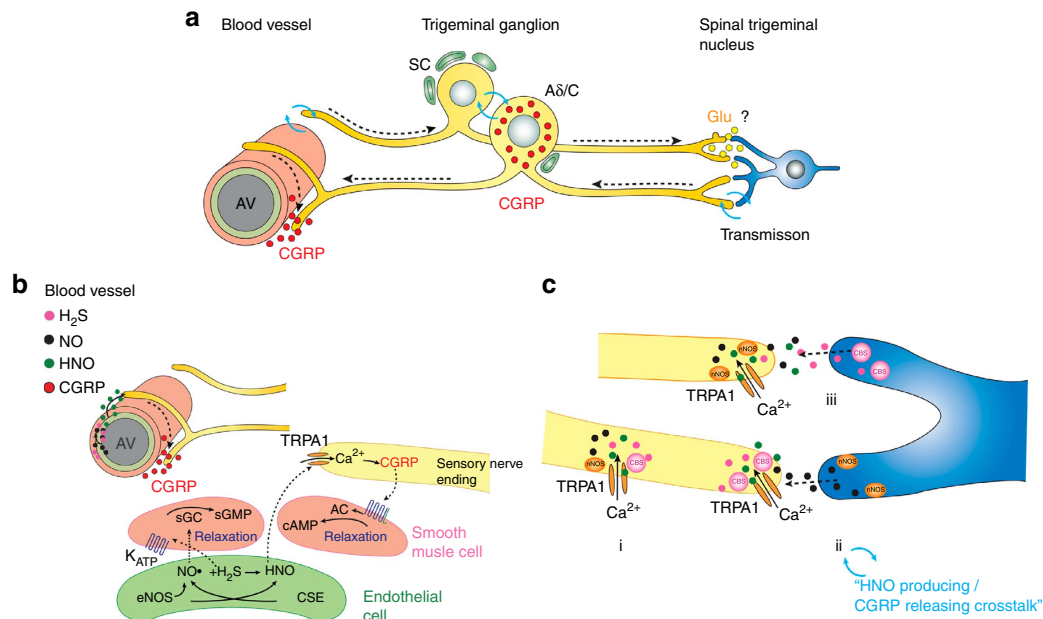 a
Blood vessel
Trigeminal ganglion
Spinal trigeminal
nucleus
SC
Aδ/C
Glu ?
AV
CGRP
CGRP
Transmisson
b
Blood vessel
H₂S
NO
HNO
CGRP
AV
CGRP
TRPA1
Ca²⁺
CGRP
Sensory nerve
ending
sGC
sGMP
Relaxation
AC
cAMP
Relaxation
Smooth
musle cell
K_ATP
NO•
+H₂S
HNO
eNOS
CSE
Endothelial
cell
c
nNOS
nNOS
CBS
TRPA1
Ca²⁺
iii
nNOS
CBS
TRPA1
Ca²⁺
i
CBS
CBS
TRPA1
Ca²⁺
nNOS
nNOS
ii
"HNO producing /
CGRP releasing crosstalk"